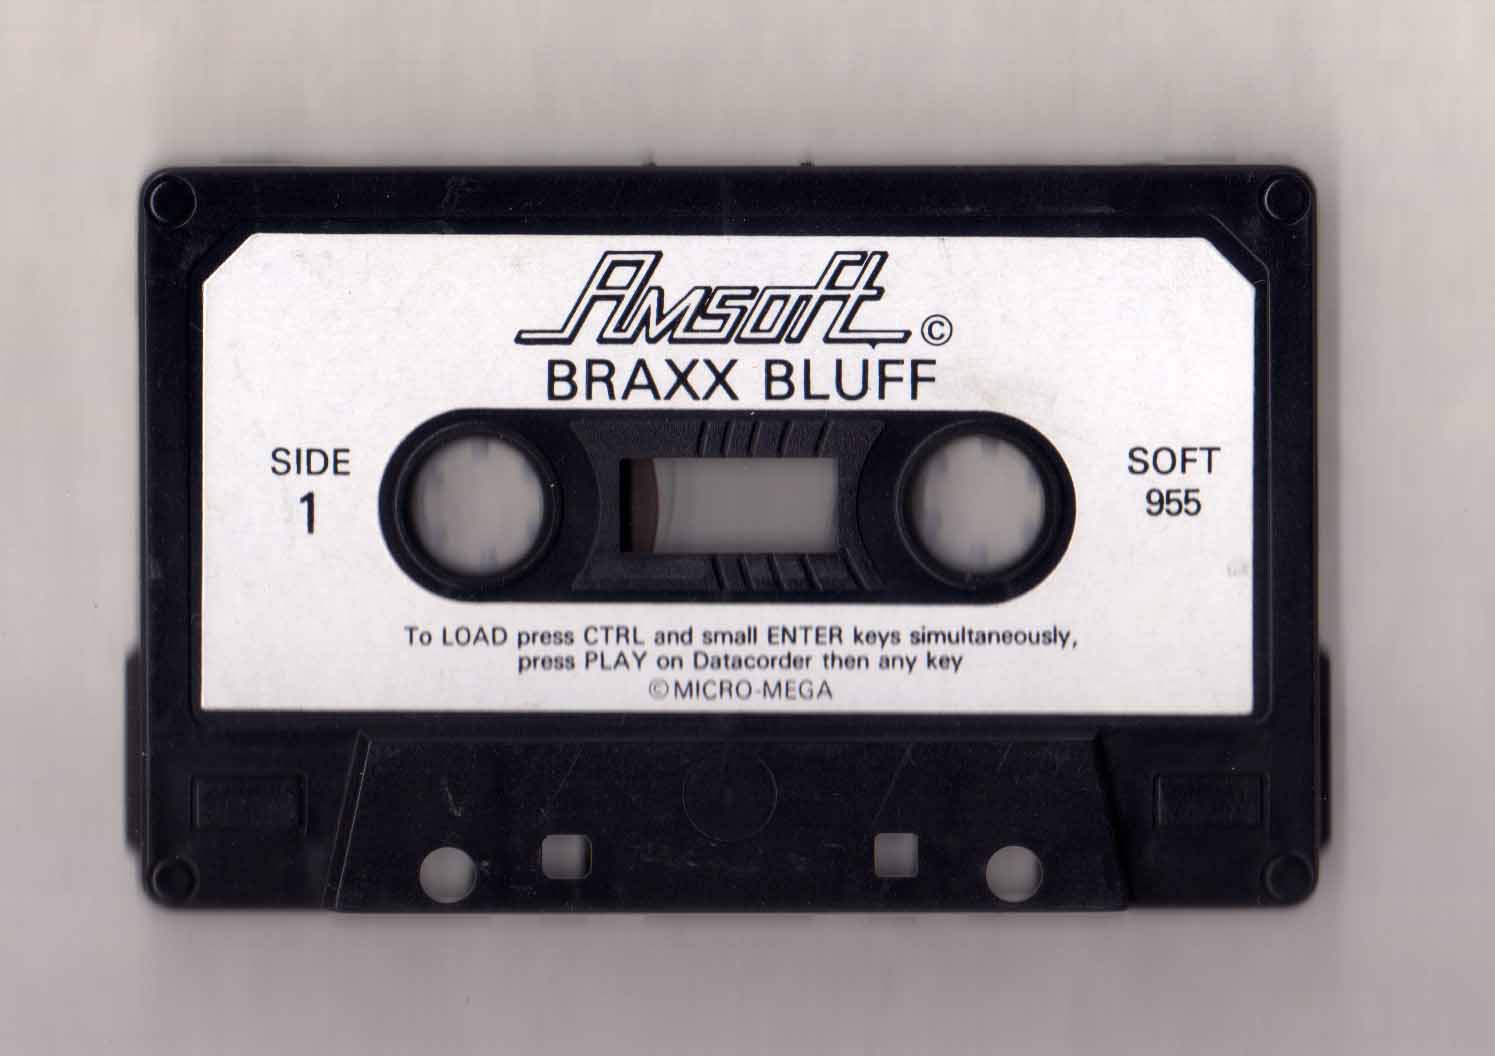 Amsoft ©
BRAXX BLUFF
SIDE
1
SOFT
955
To LOAD press CTRL and small ENTER keys simultaneously,
press PLAY on Datacorder then any key
©MICRO-MEGA